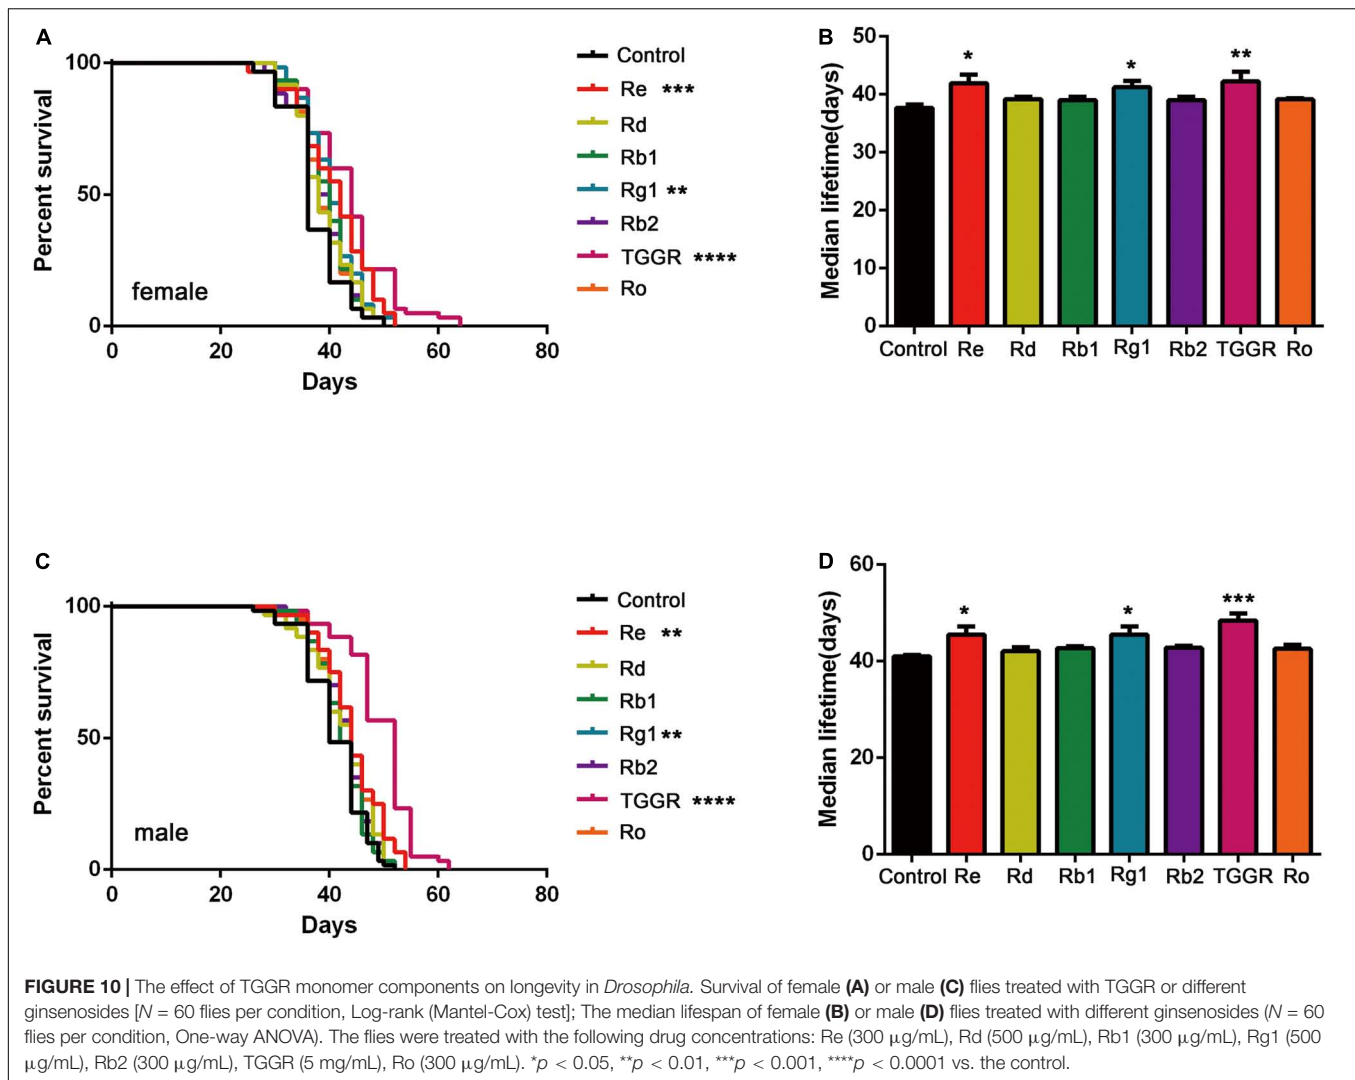 A
Percent survival
100
50
0
0 20 40 60 80
Days
female
Control
Re ***
Rd
Rb1
Rg1 **
Rb2
TGGR ****
Ro
B
Median lifetime(days)
50
40
30
20
10
0
* * **
Control Re Rd Rb1 Rg1 Rb2 TGGR Ro
C
Percent survival
100
50
0
0 20 40 60 80
Days
male
Control
Re **
Rd
Rb1
Rg1 **
Rb2
TGGR ****
Ro
D
Median lifetime(days)
60
40
20
0
* * ***
Control Re Rd Rb1 Rg1 Rb2 TGGR Ro
FIGURE 10 | The effect of TGGR monomer components on longevity in Drosophila. Survival of female (A) or male (C) flies treated with TGGR or different
ginsenosides [N = 60 flies per condition, Log-rank (Mantel-Cox) test]; The median lifespan of female (B) or male (D) flies treated with different ginsenosides (N = 60
flies per condition, One-way ANOVA). The flies were treated with the following drug concentrations: Re (300 μg/mL), Rd (500 μg/mL), Rb1 (300 μg/mL), Rg1 (500
μg/mL), Rb2 (300 μg/mL), TGGR (5 mg/mL), Ro (300 μg/mL). *p < 0.05, **p < 0.01, ***p < 0.001, ****p < 0.0001 vs. the control.